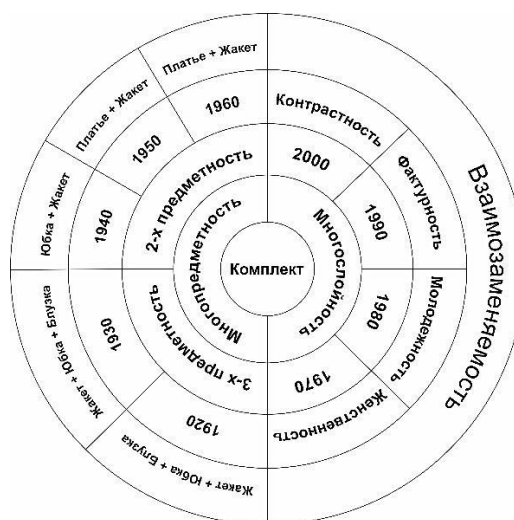 Комплект
Многопредметность
Многослойность
2-х предметность
3-х предметность
1920
1930
1940
1950
1960
1970
1980
1990
2000
Жакет + Юбка + Блузка
Жакет + Юбка + Блузка
Юбка + Жакет
Платье + Жакет
Платье + Жакет
Контрастность
Фактурность
Молодежность
Женственность
Взаимозаменяемость